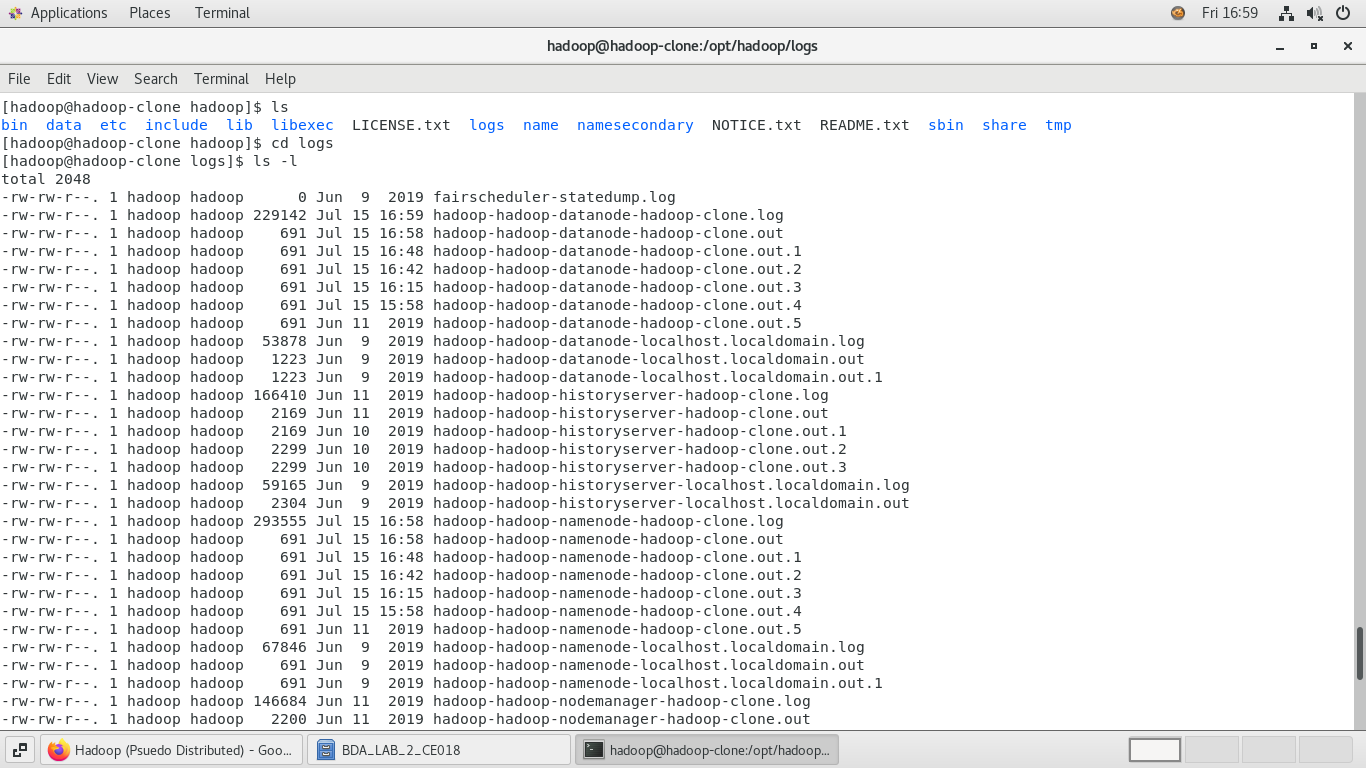 Applications Places Terminal Fri 16:59
hadoop@hadoop-clone:/opt/hadoop/logs
File Edit View Search Terminal Help
[hadoop@hadoop-clone hadoop]$ ls
bin data etc include lib libexec LICENSE.txt logs name namesecondary NOTICE.txt README.txt sbin share tmp
[hadoop@hadoop-clone hadoop]$ cd logs
[hadoop@hadoop-clone logs]$ ls -l
total 2048
-rw-rw-r--. 1 hadoop hadoop      0 Jun  9  2019 fairscheduler-statedump.log
-rw-rw-r--. 1 hadoop hadoop 229142 Jul 15 16:59 hadoop-hadoop-datanode-hadoop-clone.log
-rw-rw-r--. 1 hadoop hadoop    691 Jul 15 16:58 hadoop-hadoop-datanode-hadoop-clone.out
-rw-rw-r--. 1 hadoop hadoop    691 Jul 15 16:48 hadoop-hadoop-datanode-hadoop-clone.out.1
-rw-rw-r--. 1 hadoop hadoop    691 Jul 15 16:42 hadoop-hadoop-datanode-hadoop-clone.out.2
-rw-rw-r--. 1 hadoop hadoop    691 Jul 15 16:15 hadoop-hadoop-datanode-hadoop-clone.out.3
-rw-rw-r--. 1 hadoop hadoop    691 Jul 15 15:58 hadoop-hadoop-datanode-hadoop-clone.out.4
-rw-rw-r--. 1 hadoop hadoop    691 Jun 11  2019 hadoop-hadoop-datanode-hadoop-clone.out.5
-rw-rw-r--. 1 hadoop hadoop  53878 Jun  9  2019 hadoop-hadoop-datanode-localhost.localdomain.log
-rw-rw-r--. 1 hadoop hadoop   1223 Jun  9  2019 hadoop-hadoop-datanode-localhost.localdomain.out
-rw-rw-r--. 1 hadoop hadoop   1223 Jun  9  2019 hadoop-hadoop-datanode-localhost.localdomain.out.1
-rw-rw-r--. 1 hadoop hadoop 166410 Jun 11  2019 hadoop-hadoop-historyserver-hadoop-clone.log
-rw-rw-r--. 1 hadoop hadoop   2169 Jun 11  2019 hadoop-hadoop-historyserver-hadoop-clone.out
-rw-rw-r--. 1 hadoop hadoop   2169 Jun 10  2019 hadoop-hadoop-historyserver-hadoop-clone.out.1
-rw-rw-r--. 1 hadoop hadoop   2299 Jun 10  2019 hadoop-hadoop-historyserver-hadoop-clone.out.2
-rw-rw-r--. 1 hadoop hadoop   2299 Jun 10  2019 hadoop-hadoop-historyserver-hadoop-clone.out.3
-rw-rw-r--. 1 hadoop hadoop  59165 Jun  9  2019 hadoop-hadoop-historyserver-localhost.localdomain.log
-rw-rw-r--. 1 hadoop hadoop   2304 Jun  9  2019 hadoop-hadoop-historyserver-localhost.localdomain.out
-rw-rw-r--. 1 hadoop hadoop 293555 Jul 15 16:58 hadoop-hadoop-namenode-hadoop-clone.log
-rw-rw-r--. 1 hadoop hadoop    691 Jul 15 16:58 hadoop-hadoop-namenode-hadoop-clone.out
-rw-rw-r--. 1 hadoop hadoop    691 Jul 15 16:48 hadoop-hadoop-namenode-hadoop-clone.out.1
-rw-rw-r--. 1 hadoop hadoop    691 Jul 15 16:42 hadoop-hadoop-namenode-hadoop-clone.out.2
-rw-rw-r--. 1 hadoop hadoop    691 Jul 15 16:15 hadoop-hadoop-namenode-hadoop-clone.out.3
-rw-rw-r--. 1 hadoop hadoop    691 Jul 15 15:58 hadoop-hadoop-namenode-hadoop-clone.out.4
-rw-rw-r--. 1 hadoop hadoop    691 Jun 11  2019 hadoop-hadoop-namenode-hadoop-clone.out.5
-rw-rw-r--. 1 hadoop hadoop  67846 Jun  9  2019 hadoop-hadoop-namenode-localhost.localdomain.log
-rw-rw-r--. 1 hadoop hadoop    691 Jun  9  2019 hadoop-hadoop-namenode-localhost.localdomain.out
-rw-rw-r--. 1 hadoop hadoop    691 Jun  9  2019 hadoop-hadoop-namenode-localhost.localdomain.out.1
-rw-rw-r--. 1 hadoop hadoop 146684 Jun 11  2019 hadoop-hadoop-nodemanager-hadoop-clone.log
-rw-rw-r--. 1 hadoop hadoop   2200 Jun 11  2019 hadoop-hadoop-nodemanager-hadoop-clone.out
Hadoop (Psuedo Distributed) - Goo... BDA_LAB_2_CE018 hadoop@hadoop-clone:/opt/hadoop...